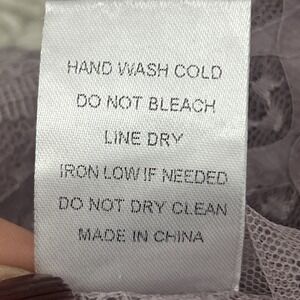 HAND WASH COLD
DO NOT BLEACH
LINE DRY
IRON LOW IF NEEDED
DO NOT DRY CLEAN
MADE IN CHINA